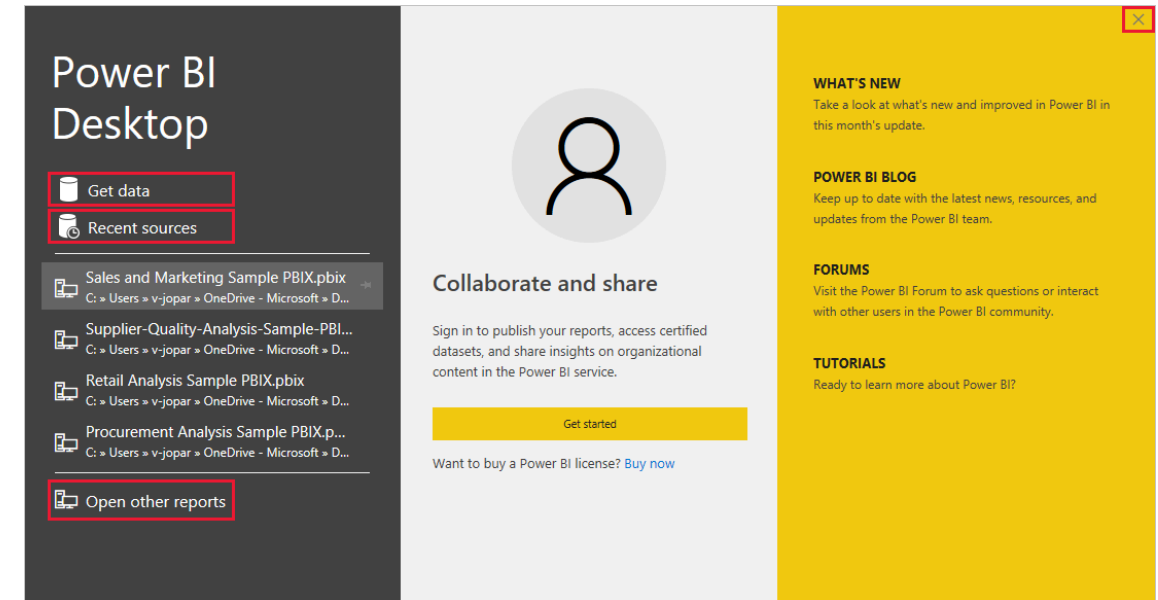 Power BI
Desktop
Get data
Recent sources
Sales and Marketing Sample PBIX.pbix
C: » Users » v-jopar » OneDrive - Microsoft » D...
Supplier-Quality-Analysis-Sample-PBI...
C: » Users » v-jopar » OneDrive - Microsoft » D...
Retail Analysis Sample PBIX.pbix
C: » Users » v-jopar » OneDrive - Microsoft » D...
Procurement Analysis Sample PBIX.p...
C: » Users » v-jopar » OneDrive - Microsoft » D...
Open other reports
Collaborate and share
Sign in to publish your reports, access certified
datasets, and share insights on organizational
content in the Power BI service.
Get started
Want to buy a Power BI license? Buy now
WHAT'S NEW
Take a look at what's new and improved in Power BI in
this month's update.
POWER BI BLOG
Keep up to date with the latest news, resources, and
updates from the Power BI team.
FORUMS
Visit the Power BI Forum to ask questions or interact
with other users in the Power BI community.
TUTORIALS
Ready to learn more about Power BI?